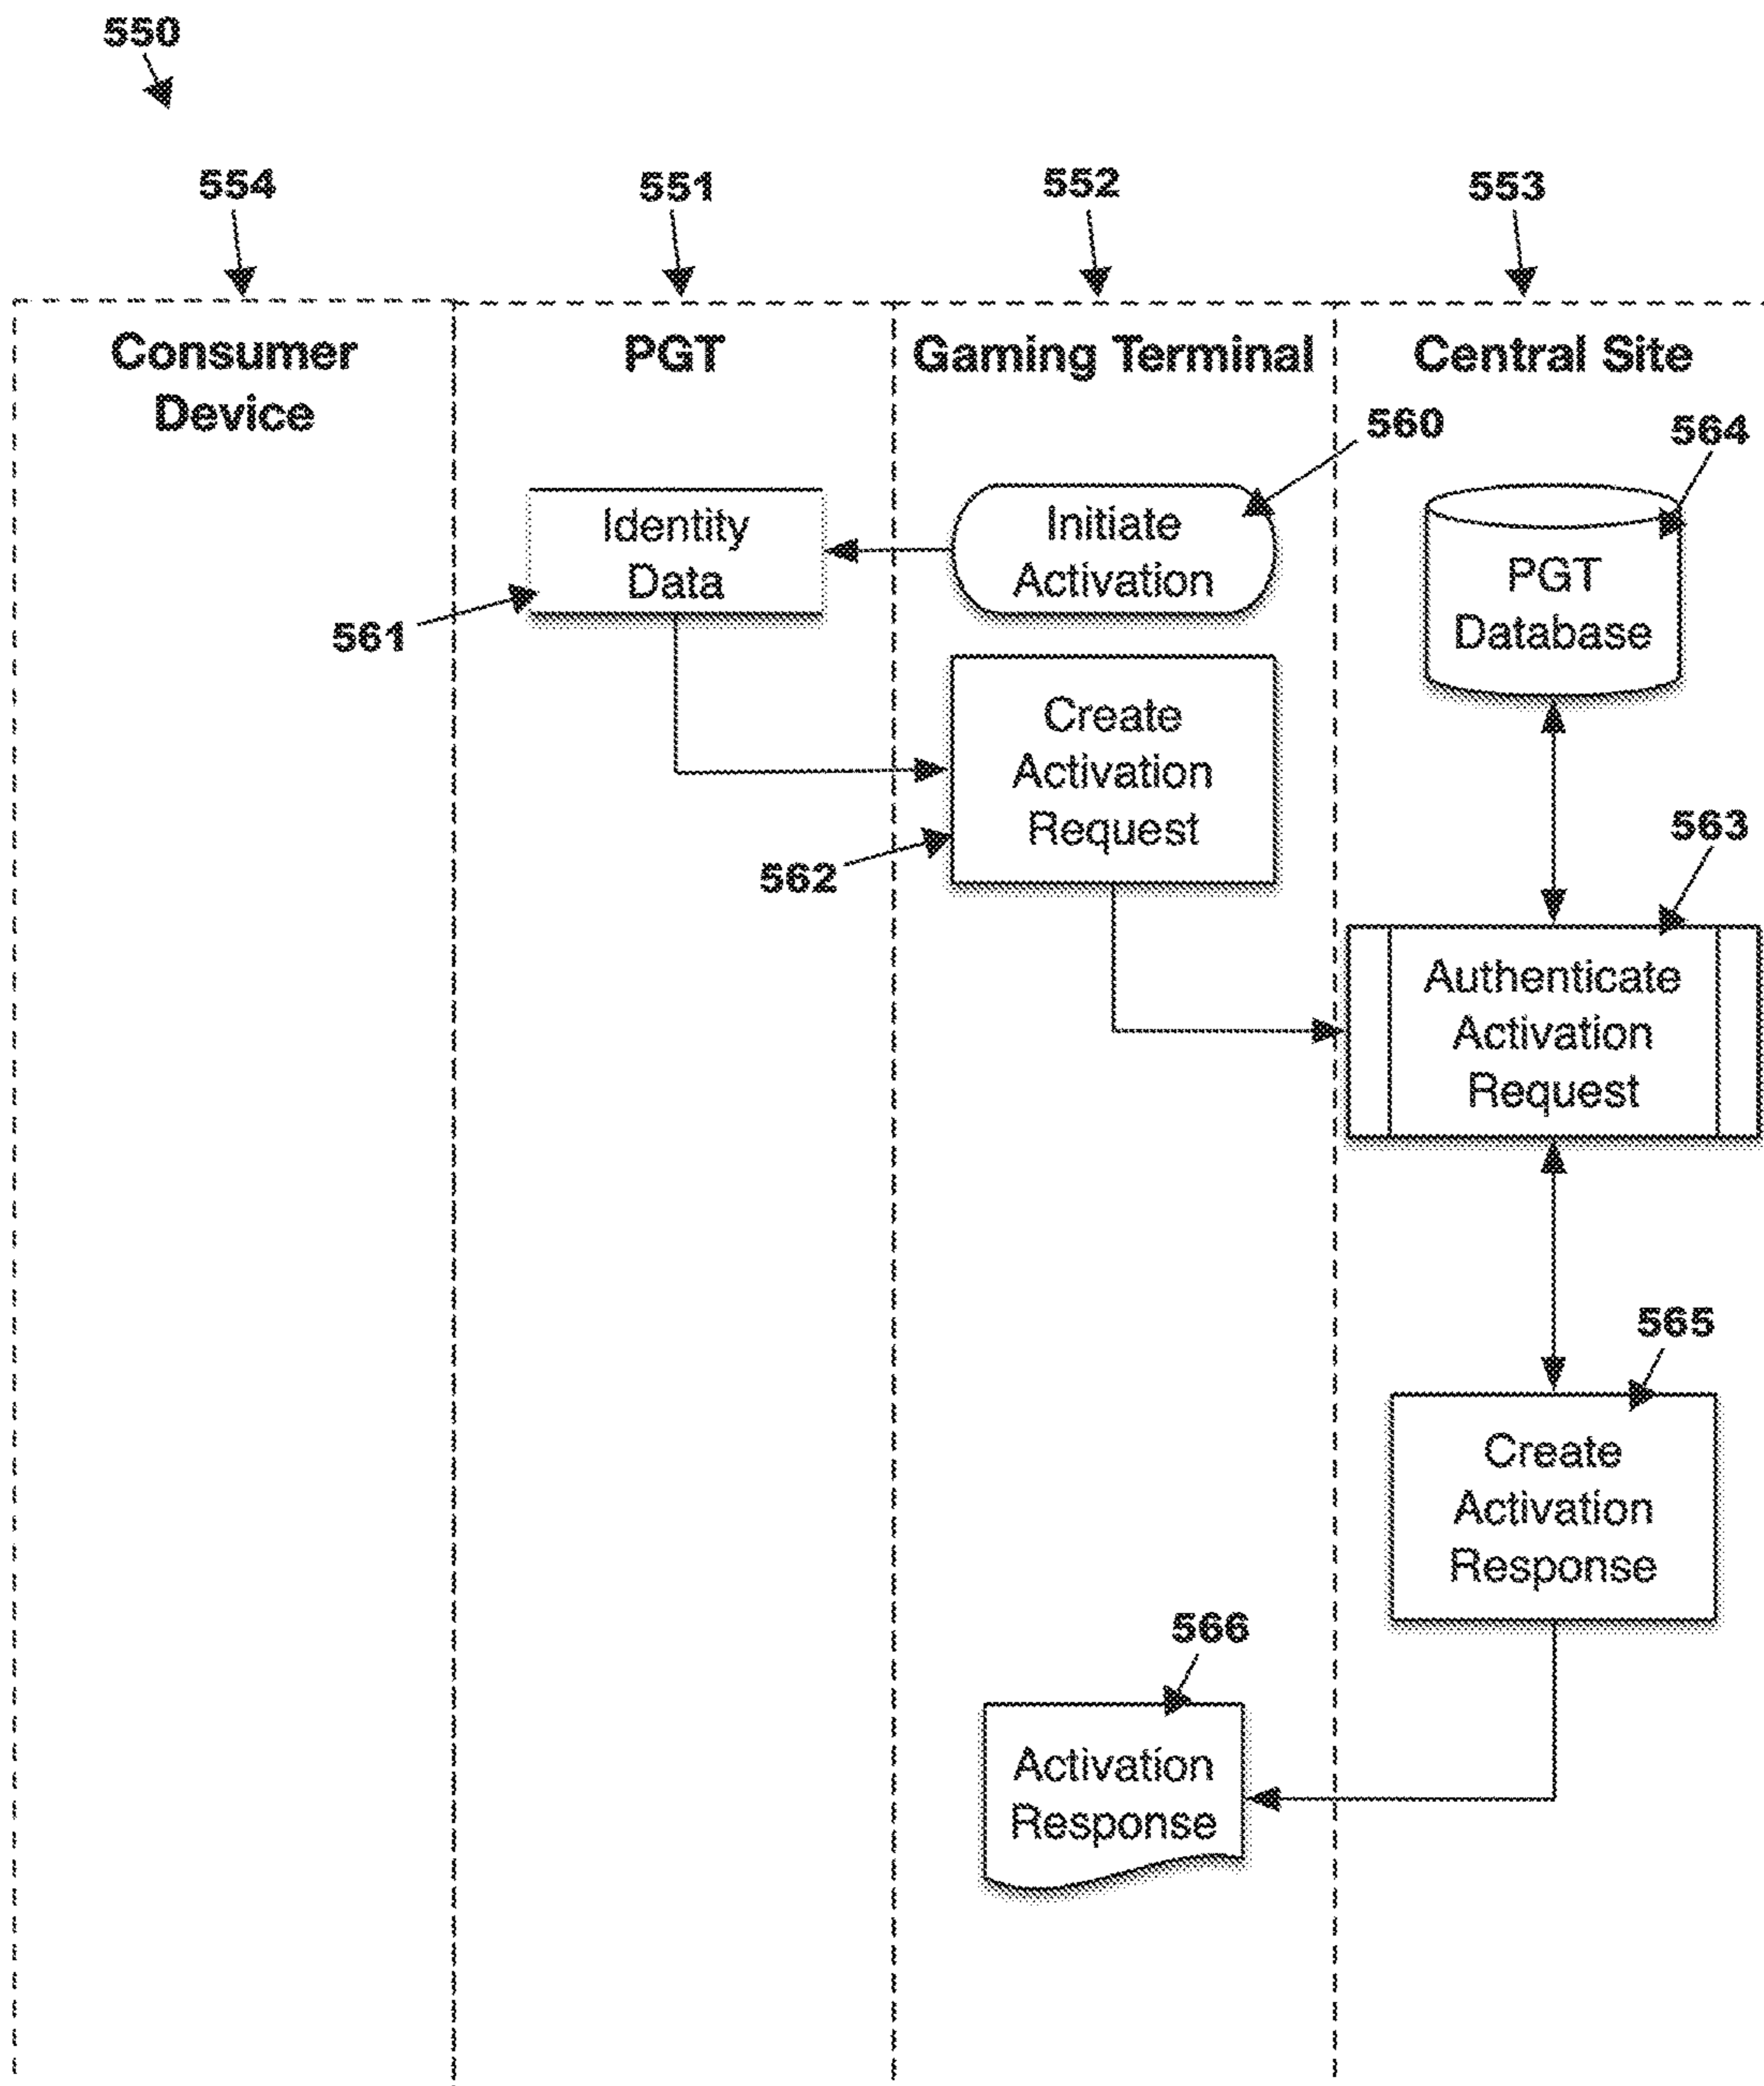 550
554
551
552
553
Consumer
Device
PGT
Gaming Terminal
Central Site
560
564
Identity
Data
Initiate
Activation
PGT
Database
561
Create
Activation
Request
562
563
Authenticate
Activation
Request
565
Create
Activation
Response
566
Activation
Response